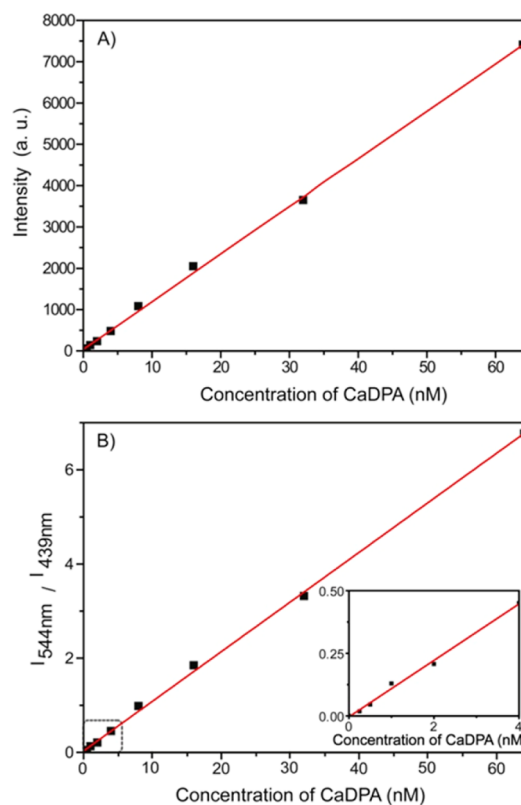 A)
8000
7000
6000
5000
4000
3000
2000
1000
0
Intensity (a. u.)
0 10 20 30 40 50 60
Concentration of CaDPA (nM)
B)
6
4
2
0
I544nm / I439nm
0.50
0.25
0.00
0 2 4
Concentration of CaDPA (nM
0 10 20 30 40 50 60
Concentration of CaDPA (nM)